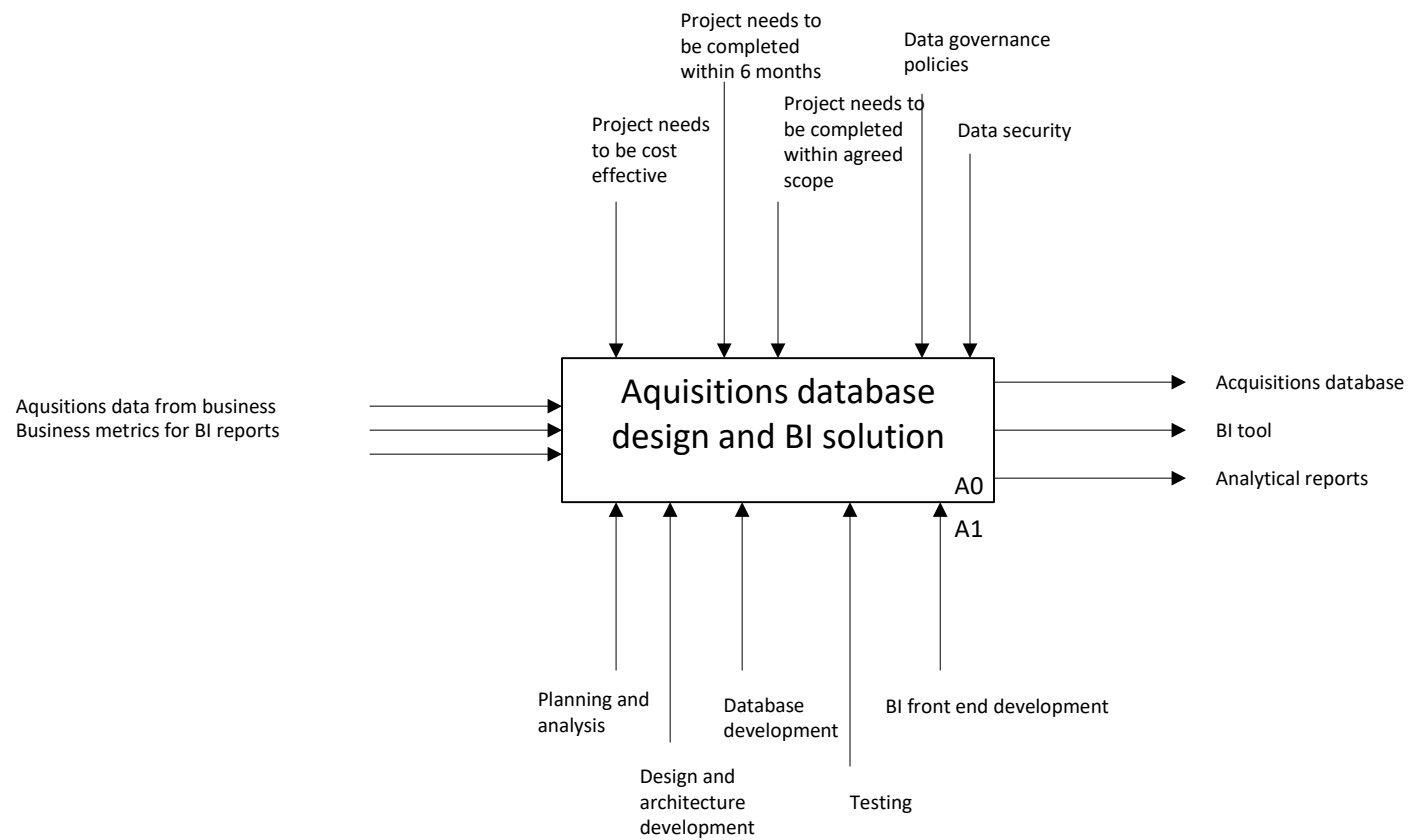 Project needs to
be completed
within 6 months
Data governance
policies
Project needs to
be completed
within agreed
scope
Project needs
to be cost
effective
Data security
Aqusitions data from business
Business metrics for BI reports
Aquisitions database
design and BI solution
A0
A1
Acquisitions database
BI tool
Analytical reports
Planning and
analysis
Database
development
BI front end development
Design and
architecture
development
Testing